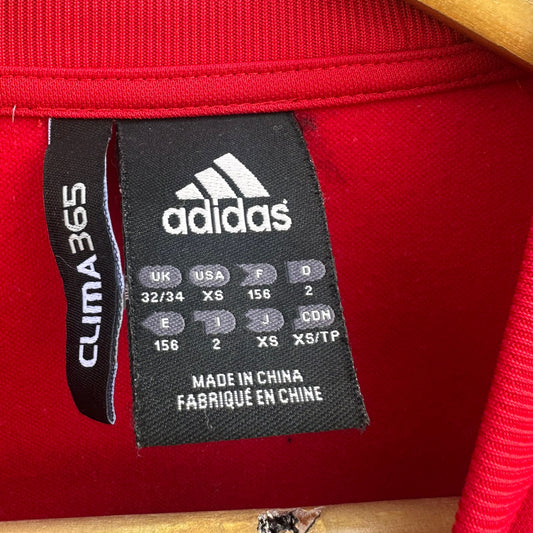 CLIMA365
adidas
UK USA F D
32/34 XS 156 2
E I J CDN
156 2 XS XS/TP
MADE IN CHINA
FABRIQUÉ EN CHINE